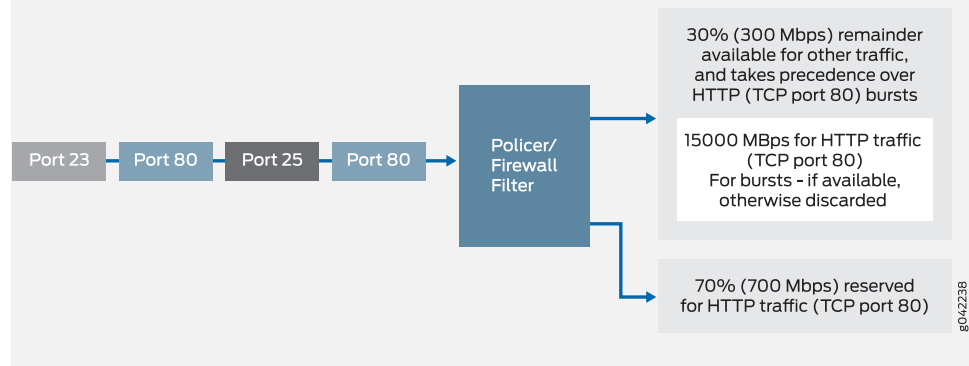 Port 23
Port 80
Port 25
Port 80
Policer/
Firewall
Filter
30% (300 Mbps) remainder
available for other traffic,
and takes precedence over
HTTP (TCP port 80) bursts
15000 MBps for HTTP traffic
(TCP port 80)
For bursts - if available,
otherwise discarded
70% (700 Mbps) reserved
for HTTP traffic (TCP port 80)
g042238